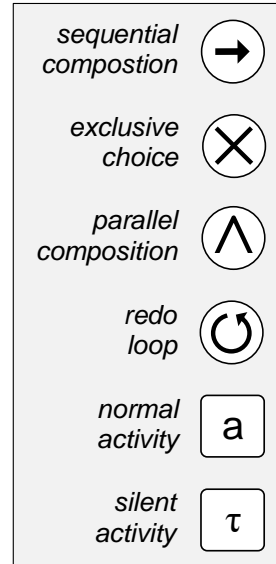 sequential
compostion
exclusive
choice
parallel
composition
redo
loop
normal
activity
a
silent
activity
τ